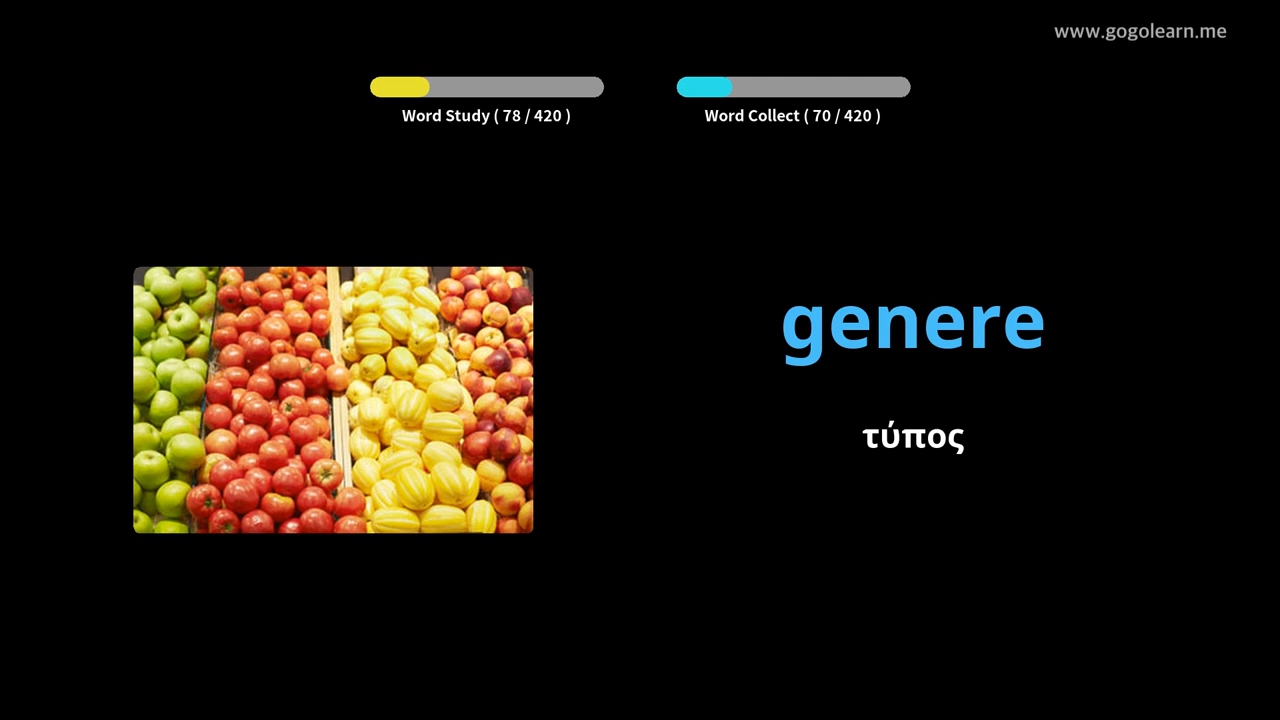 www.gogolearn.me
Word Study ( 78 / 420 )
Word Collect ( 70 / 420 )
genere
τύπος